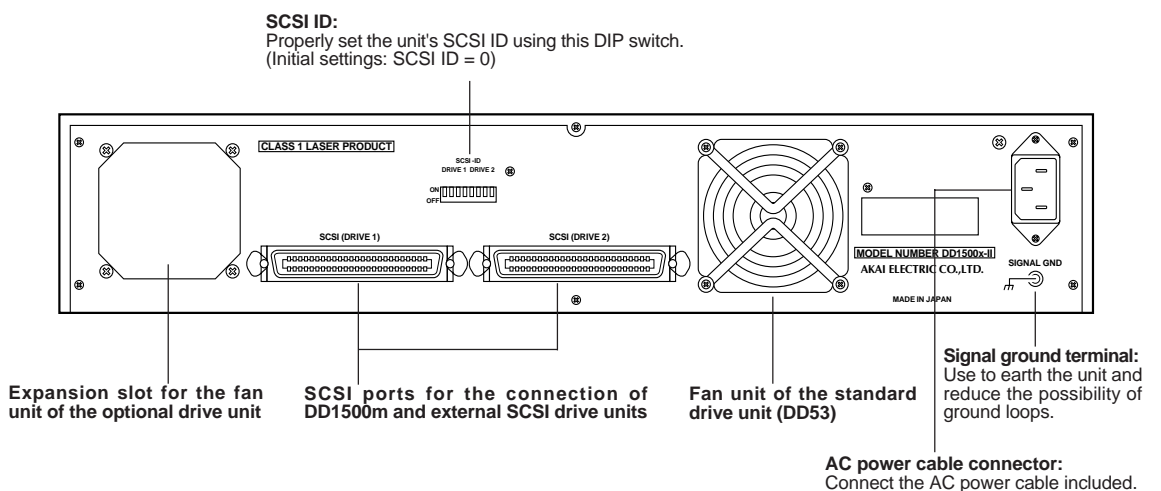 SCSI ID:
Properly set the unit's SCSI ID using this DIP switch.
(Initial settings: SCSI ID = 0)
CLASS 1 LASER PRODUCT
SCSI -ID
DRIVE 1 DRIVE 2
ON
OFF
SCSI (DRIVE 1)
SCSI (DRIVE 2)
MODEL NUMBER DD1500x-II
AKAI ELECTRIC CO.,LTD.
MADE IN JAPAN
SIGNAL GND
Expansion slot for the fan
unit of the optional drive unit
SCSI ports for the connection of
DD1500m and external SCSI drive units
Fan unit of the standard
drive unit (DD53)
Signal ground terminal:
Use to earth the unit and
reduce the possibility of
ground loops.
AC power cable connector:
Connect the AC power cable included.